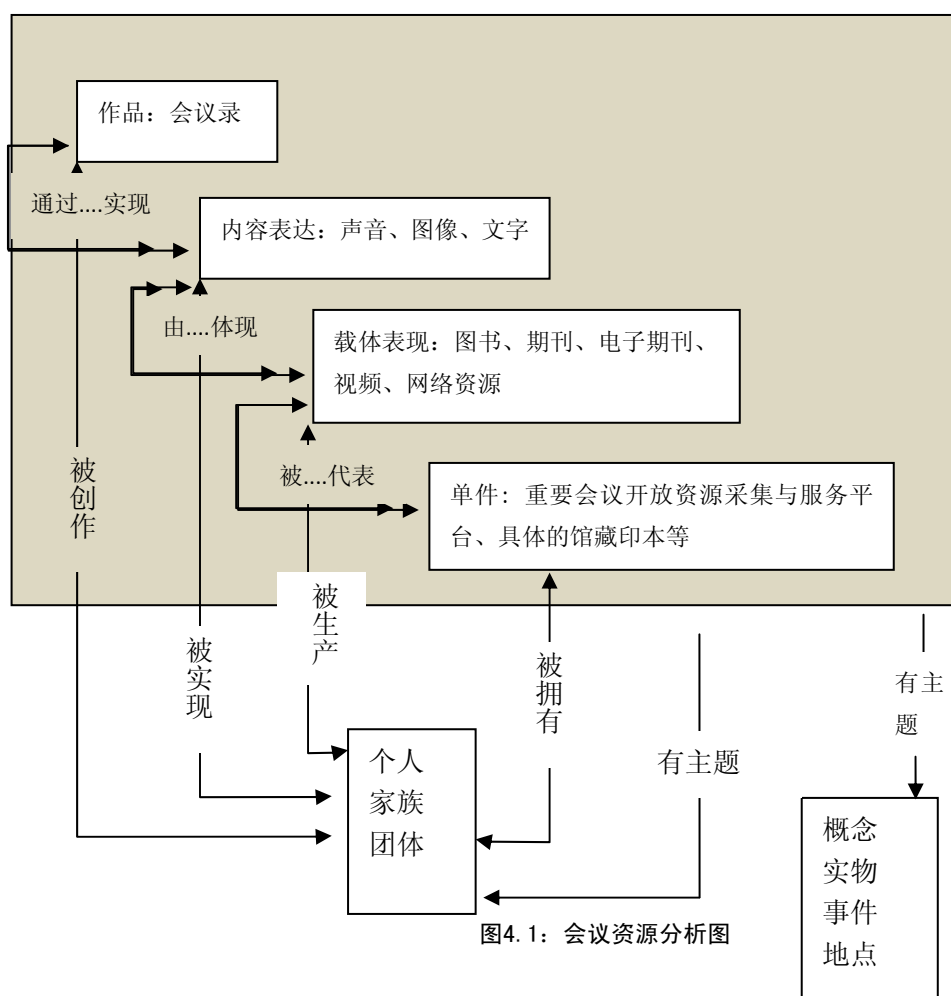 作品：会议录
通过....实现
内容表达：声音、图像、文字
由....体现
载体表现：图书、期刊、电子期刊、
视频、网络资源
被....代表
单件：重要会议开放资源采集与服务平
台、具体的馆藏印本等
被创作
被实现
被生产
被拥有
有主题
有主
题
个人
家族
团体
概念
实物
事件
地点
图4.1：会议资源分析图